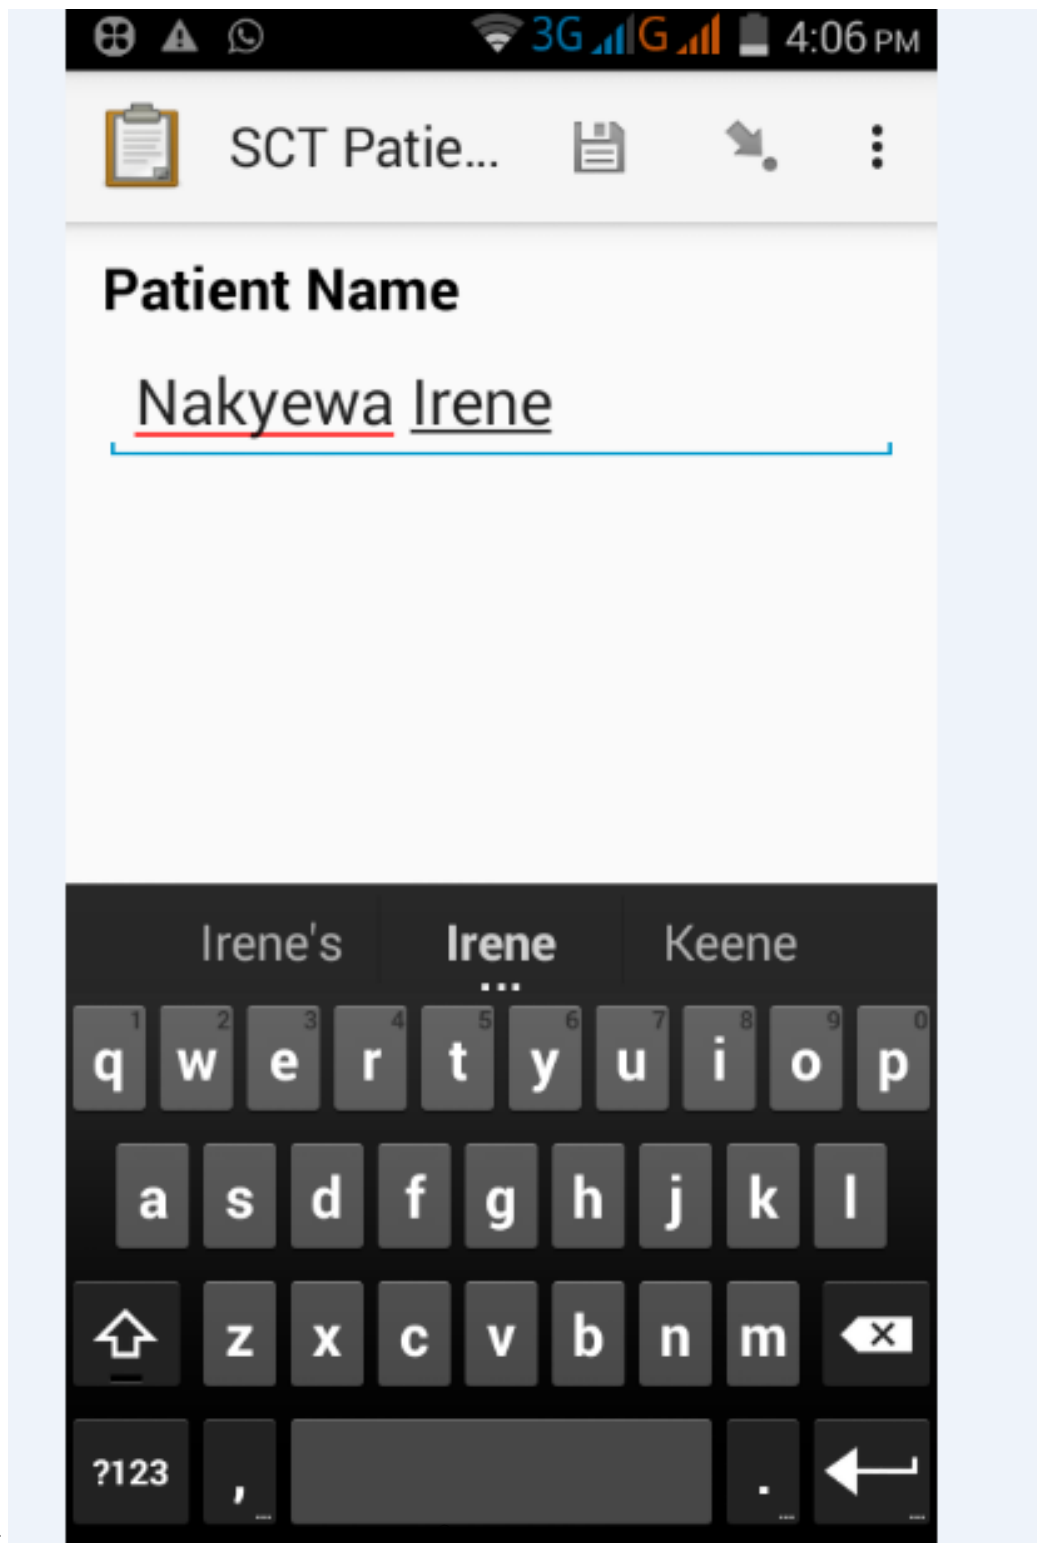 3G G 4:06 PM
SCT Patie...
Patient Name
Nakyewa Irene
Irene's Irene Keene
...
1 2 3 4 5 6 7 8 9 0
q w e r t y u i o p
a s d f g h j k l
z x c v b n m
?123 , .